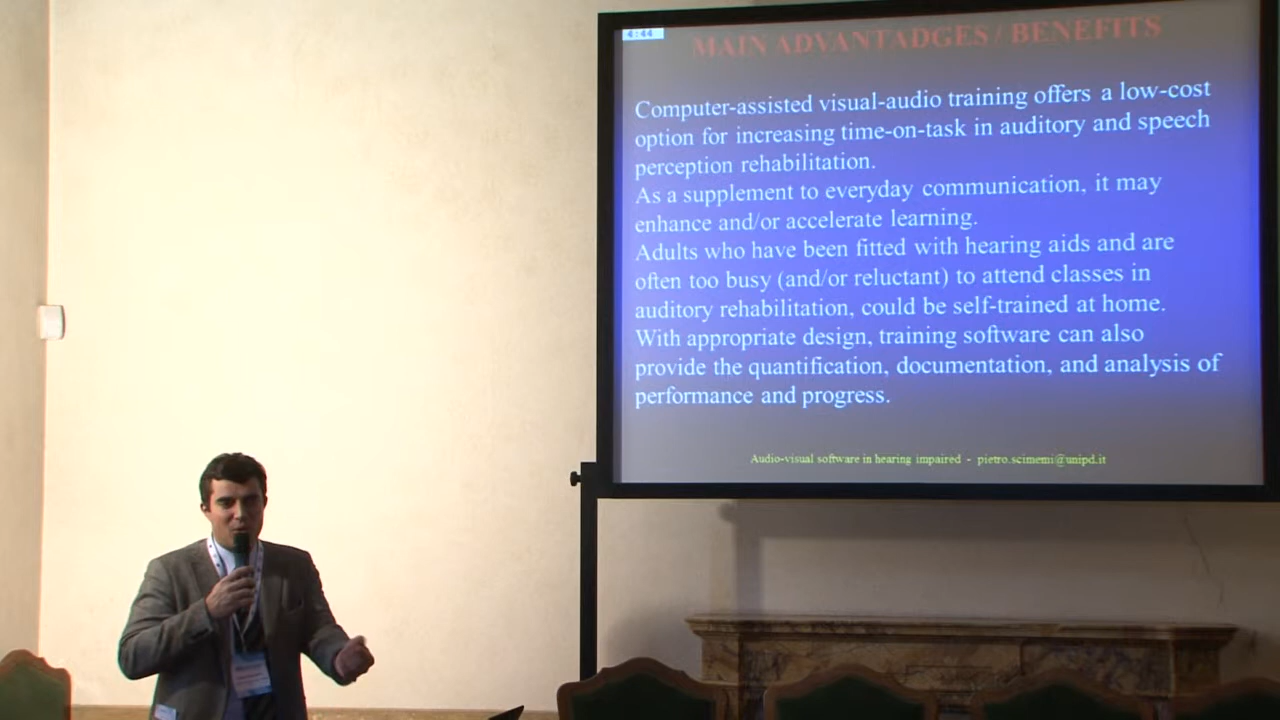 4:44
MAIN ADVANTADGES / BENEFITS
Computer-assisted visual-audio training offers a low-cost
option for increasing time-on-task in auditory and speech
perception rehabilitation.
As a supplement to everyday communication, it may
enhance and/or accelerate learning.
Adults who have been fitted with hearing aids and are
often too busy (and/or reluctant) to attend classes in
auditory rehabilitation, could be self-trained at home.
With appropriate design, training software can also
provide the quantification, documentation, and analysis of
performance and progress.
Audio-visual software in hearing impaired - pietro.scimemi@unipd.it